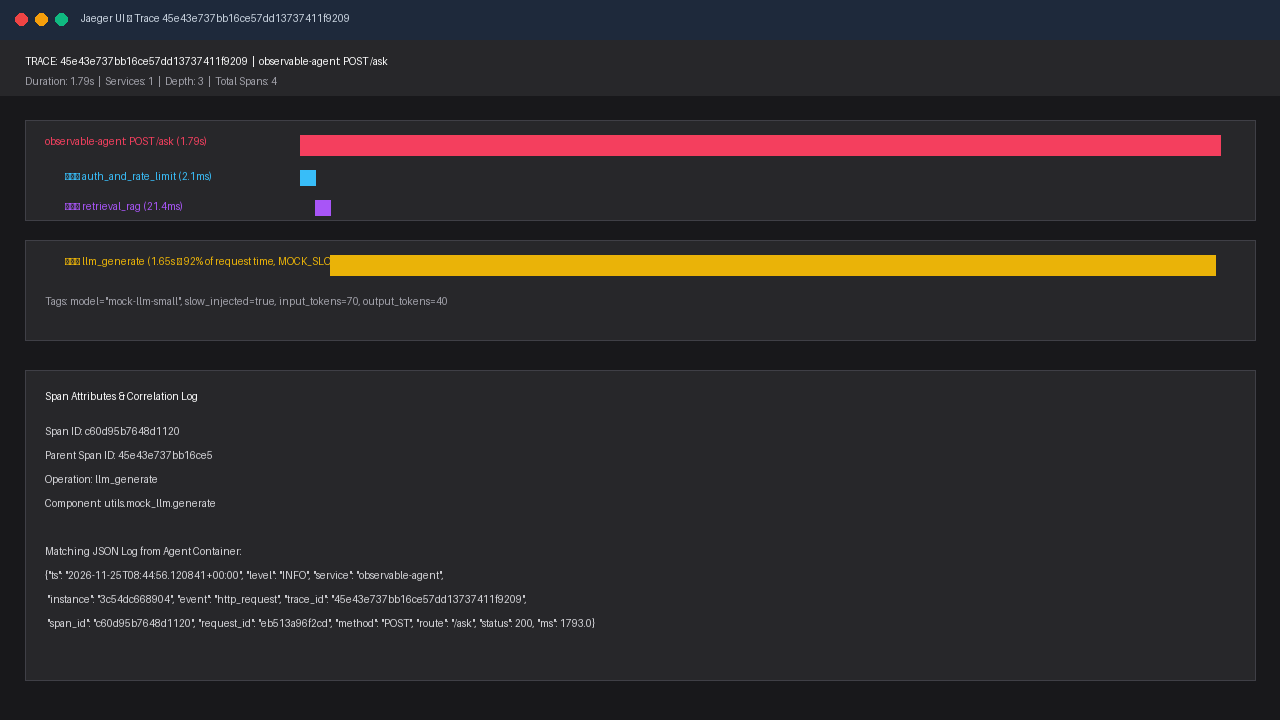 Jaeger UI Trace 45e43e737bb16ce57dd13737411f9209
TRACE: 45e43e737bb16ce57dd13737411f9209 | observable-agent: POST /ask
Duration: 1.79s | Services: 1 | Depth: 3 | Total Spans: 4
observable-agent: POST /ask (1.79s)
auth_and_rate_limit (2.1ms)
retrieval_rag (21.4ms)
llm_generate (1.65s 92% of request time, MOCK_SLO
Tags: model="mock-llm-small", slow_injected=true, input_tokens=70, output_tokens=40
Span Attributes & Correlation Log
Span ID: c60d95b7648d1120
Parent Span ID: 45e43e737bb16ce5
Operation: llm_generate
Component: utils.mock_llm.generate
Matching JSON Log from Agent Container:
{"ts": "2026-11-25T08:44:56.120841+00:00", "level": "INFO", "service": "observable-agent",
"instance": "3c54dc668904", "event": "http_request", "trace_id": "45e43e737bb16ce57dd13737411f9209",
"span_id": "c60d95b7648d1120", "request_id": "eb513a96f2cd", "method": "POST", "route": "/ask", "status": 200, "ms": 1793.0}